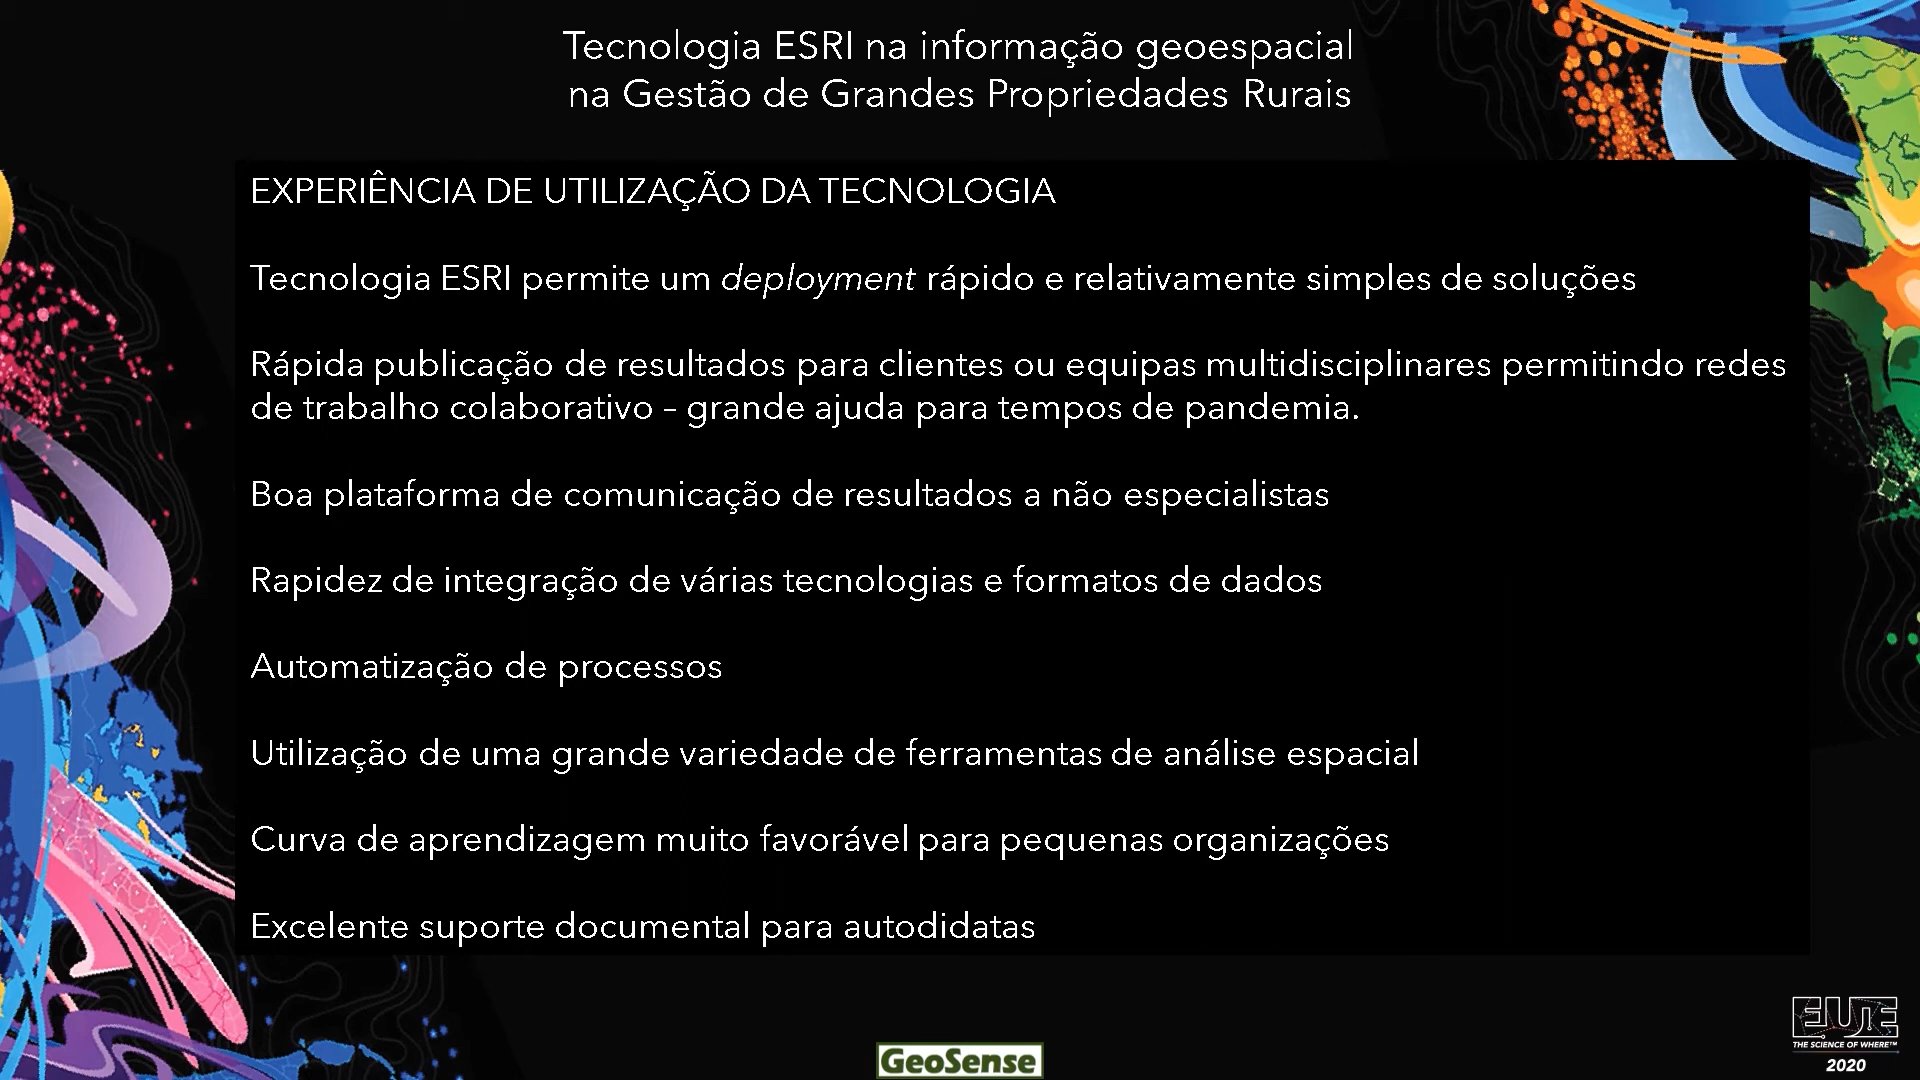 Tecnologia ESRI na informação geoespacial
na Gestão de Grandes Propriedades Rurais
EXPERIÊNCIA DE UTILIZAÇÃO DA TECNOLOGIA
Tecnologia ESRI permite um deployment rápido e relativamente simples de soluções
Rápida publicação de resultados para clientes ou equipas multidisciplinares permitindo redes
de trabalho colaborativo – grande ajuda para tempos de pandemia.
Boa plataforma de comunicação de resultados a não especialistas
Rapidez de integração de várias tecnologias e formatos de dados
Automatização de processos
Utilização de uma grande variedade de ferramentas de análise espacial
Curva de aprendizagem muito favorável para pequenas organizações
Excelente suporte documental para autodidatas
GeoSense
EUE
THE SCIENCE OF WHERE™
2020